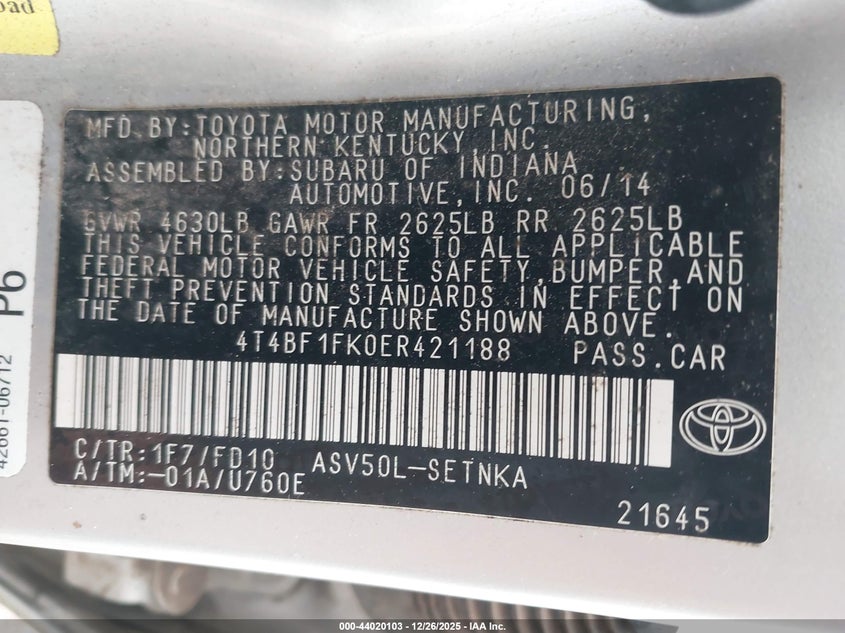 oad
MFD. BY: TOYOTA MOTOR MANUFACTURING,
NORTHERN KENTUCKY, INC.
ASSEMBLED BY: SUBARU OF INDIANA
AUTOMOTIVE, INC. 06/14
GVWR 4630LB GAWR FR 2625LB RR 2625LB
THIS VEHICLE CONFORMS TO ALL APPLICABLE
FEDERAL MOTOR VEHICLE SAFETY, BUMPER, AND
THEFT PREVENTION STANDARDS IN EFFECT ON
THE DATE OF MANUFACTURE SHOWN ABOVE.
4T4BF1FK0ER421188 PASS. CAR
C/TR: 1F7/FD10 ASV50L-SETNKA
A/TM: -01A/U760E
21645
P6
42661-06712
000-44020103 - 12/26/2025 - IAA Inc.